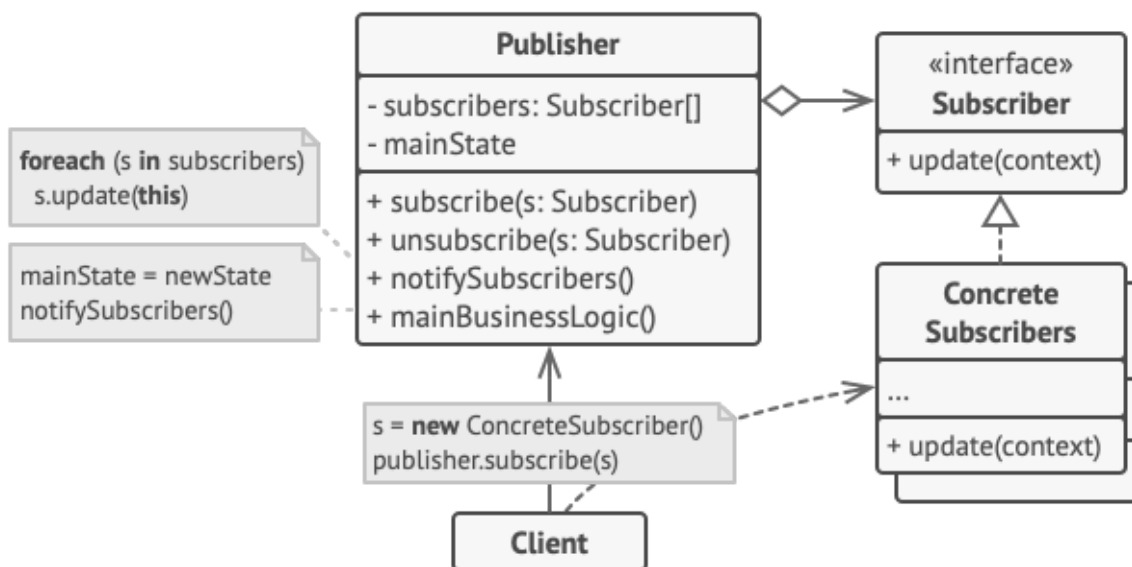 Publisher
- subscribers: Subscriber[]
- mainState
+ subscribe(s: Subscriber)
+ unsubscribe(s: Subscriber)
+ notifySubscribers()
+ mainBusinessLogic()
«interface»
Subscriber
+ update(context)
foreach (s in subscribers)
s.update(this)
mainState = newState
notifySubscribers()
Concrete
Subscribers
...
+ update(context)
s = new ConcreteSubscriber()
publisher.subscribe(s)
Client